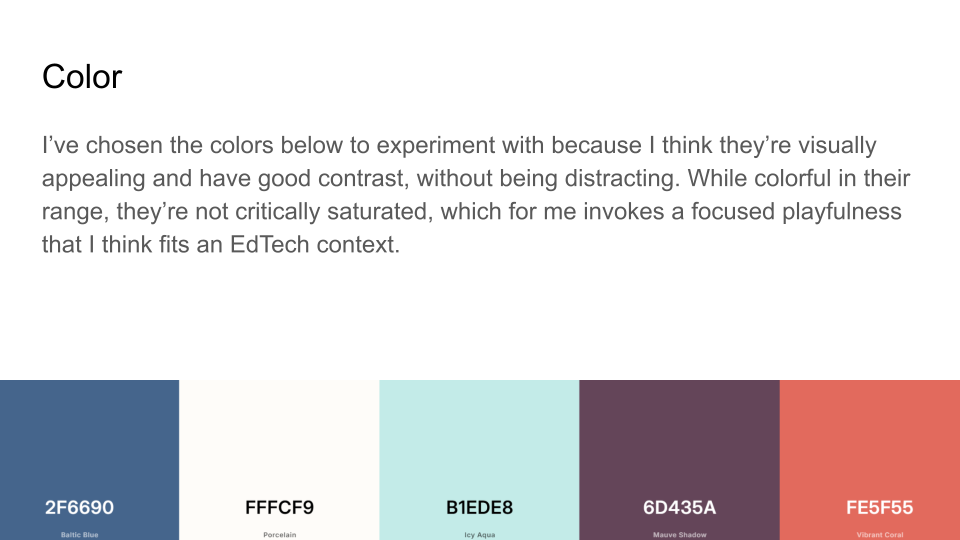 Color
I’ve chosen the colors below to experiment with because I think they’re visually
appealing and have good contrast, without being distracting. While colorful in their
range, they’re not critically saturated, which for me invokes a focused playfulness
that I think fits an EdTech context.
2F6690 FFFCF9 B1EDE8 6D435A FE5F55
Baltic Blue Porcelain Icy Aqua Mauve Shadow Vibrant Coral